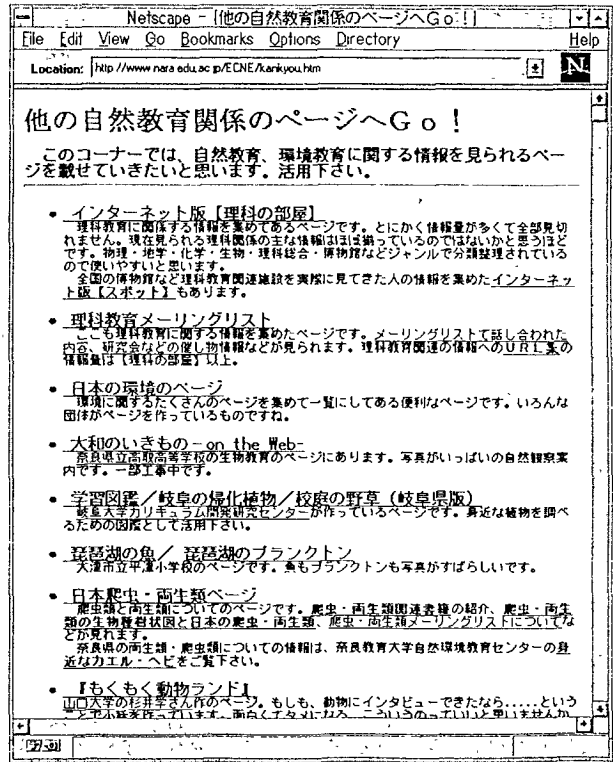 Netscape - [他の自然教育関係のページへGo!]
File Edit View Go Bookmarks Options Directory Help
Location: http://www.nara-edu.ac.jp/ECNE/kankyou.htm
N
他の自然教育関係のページへGo!
このコーナーでは、自然教育、環境教育に関する情報を見られるペー
ジを載せていきたいと思います。活用下さい。
• インターネット版【理科の部屋】
理科教育に関係する情報を集めてあるページです。とにかく情報量が多くて全部見切
れません。現在見られる理科関係の主な情報はほぼ揃っているのではないかと思うほど
です。物理・地学・化学・生物・理科総合・博物館などジャンルで分類整理されている
ので使いやすいと思います。
全国の博物館など理科教育関連施設を実際に見てきた人の情報を集めたインターネッ
ト版【スポット】もあります。
• 理科教育メーリングリスト
ここも理科教育に関する情報を集めたページです。メーリングリストで話し合われた
内容、研究会などの催し物情報などが見られます。理科教育関連の情報へのURL集の
情報量は【理科の部屋】以上。
• 日本の環境のページ
環境に関するたくさんのページを集めて一覧にしてある便利なページです。いろんな
団体がページを作っているものですね。
• 大和のいきもの-on the Web-
奈良県立高取高等学校の生物教育のページにあります。写真がいっぱいの自然観察案
内です。一部工事中です。
• 学習図鑑/岐阜の帰化植物/校庭の野草(岐阜県版)
岐阜大学カリキュラム開発研究センターが作っているページです。身近な植物を調べ
るための図鑑として活用下さい。
• 琵琶湖の魚/ 琵琶湖のプランクトン
大津市立平津小学校のページです。魚もプランクトンも写真がすばらしいです。
• 日本爬虫・両生類ページ
爬虫類と両生類についてのページです。爬虫・両生類関連書籍の紹介、爬虫・両生
類の生物種樹状図と日本の爬虫・両生類、爬虫・両生類メーリングリストについてな
どが見れます。
奈良県の両生類・爬虫類についての情報は、奈良教育大学自然環境教育センターの身
近なカエル・ヘビをご覧下さい。
• 『もくもく動物ランド』
山口大学の杉井学さん作のページ。もしも、動物にインタビューできたなら.....という
ことで小話を作っています。面白くてタメになる。こういうのっていいと思いませんか